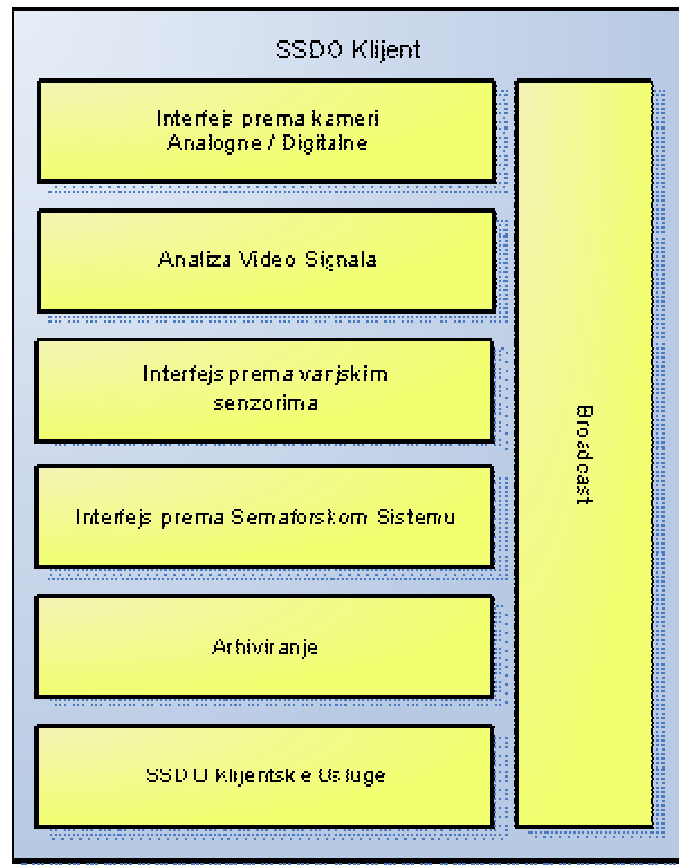 SSDO Klijent
Interfejs prema kameri
Analogne / Digitalne
Analiza Video Signala
Interfejs prema vanjskim
senzorima
Interfejs prema Semaforskom Sistemu
Arhiviranje
SSDO Klijentske Usluge
Broadcast